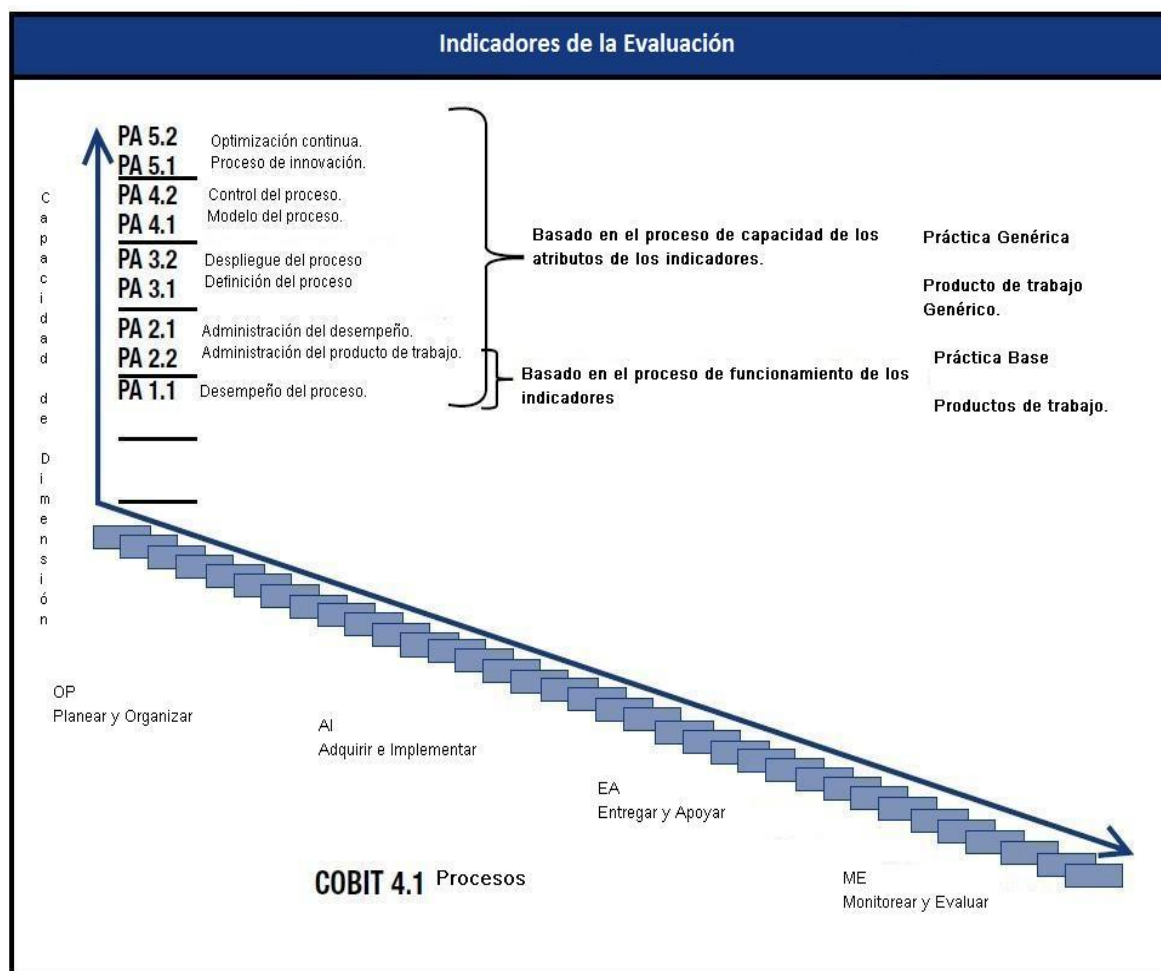 Indicadores de la Evaluación
PA 5.2 Optimización continua.
PA 5.1 Proceso de innovación.
PA 4.2 Control del proceso.
PA 4.1 Modelo del proceso.
PA 3.2 Despliegue del proceso
PA 3.1 Definición del proceso
PA 2.1 Administración del desempeño.
PA 2.2 Administración del producto de trabajo.
PA 1.1 Desempeño del proceso.
Capacidad de Dimensión
Basado en el proceso de capacidad de los
atributos de los indicadores.
Práctica Genérica
Producto de trabajo
Genérico.
Basado en el proceso de funcionamiento de los
indicadores
Práctica Base
Productos de trabajo.
OP
Planear y Organizar
AI
Adquirir e Implementar
EA
Entregar y Apoyar
ME
Monitorear y Evaluar
COBIT 4.1 Procesos